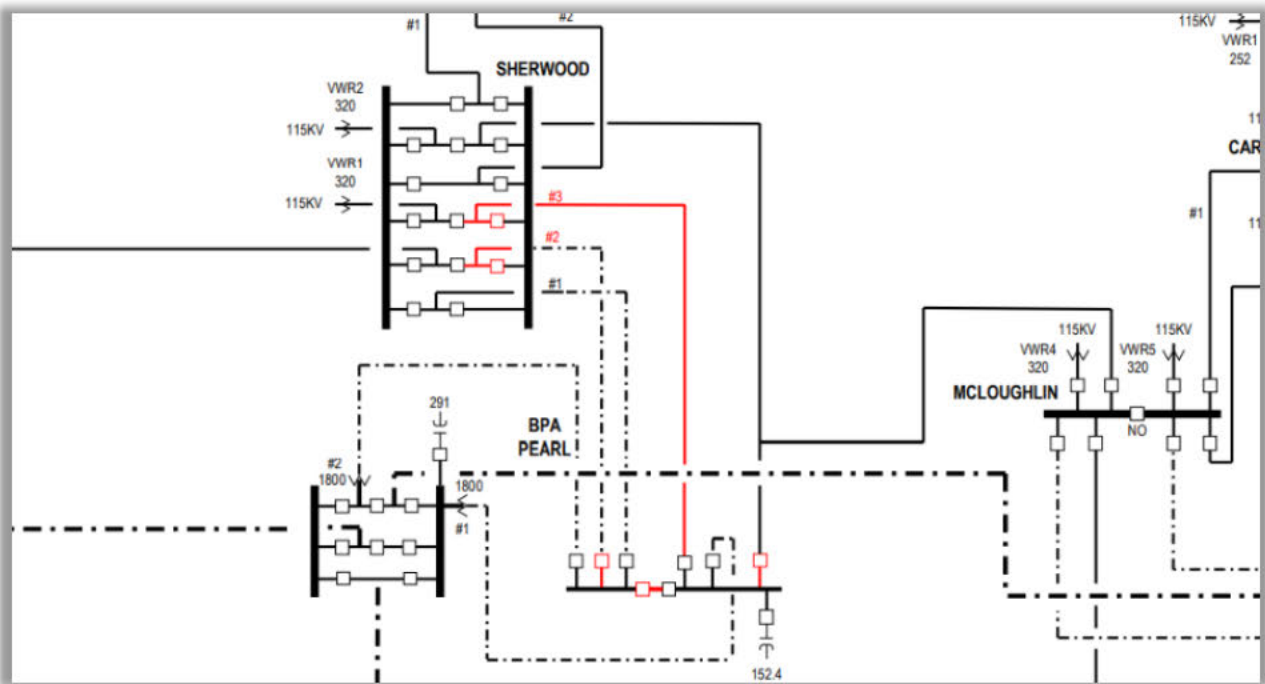 #1
#2
115KV
VWR1
252
SHERWOOD
VWR2
320
115KV
VWR1
320
115KV
#3
#2
#1
CAR
#1
11
115KV
115KV
VWR4
320
VWR5
320
MCLOUGHLIN
NO
291
BPA
PEARL
#2
1800
1800
#1
152.4